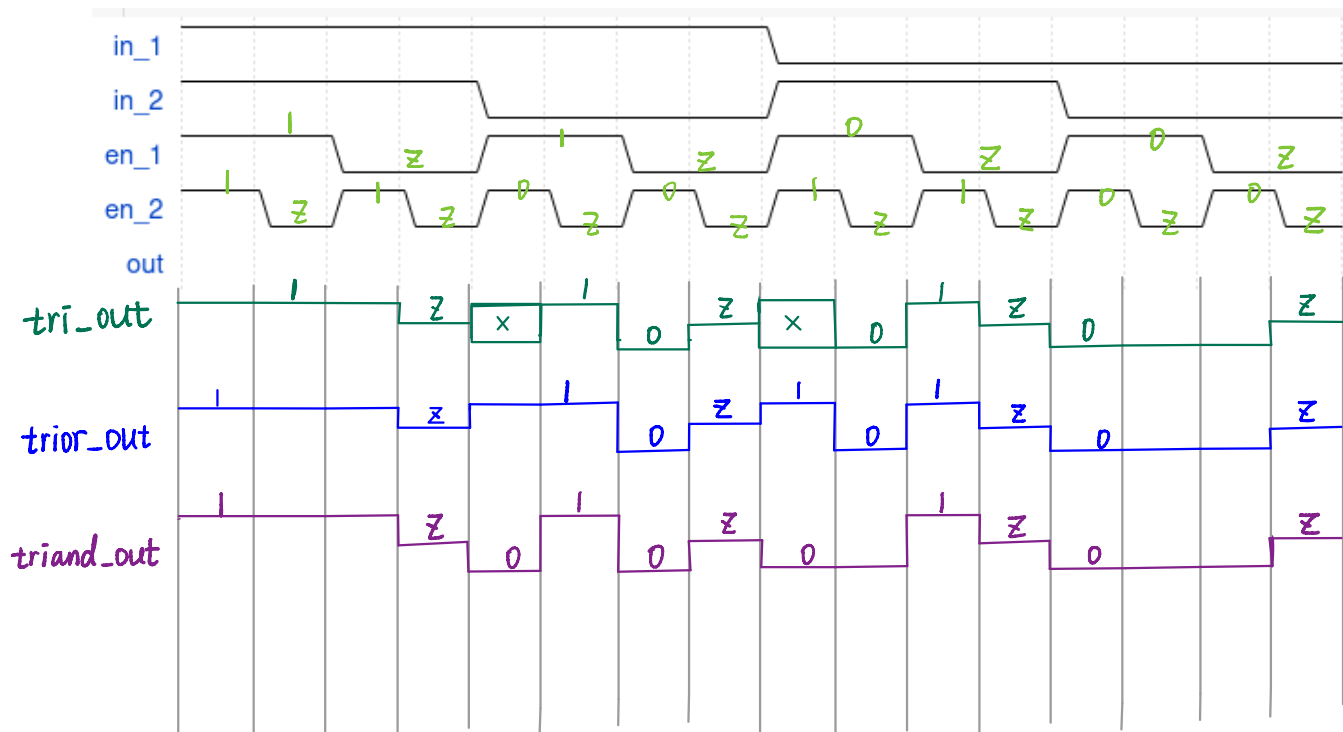 in_1
in_2
1
en_1 Z 1 Z 0 Z 0 Z
en_2 1 Z 1 Z 0 Z 0 Z 1 Z 1 Z 0 Z 0 Z
out
tri_out 1 Z × 1 0 Z × 0 1 Z 0 Z
trior_out 1 Z 1 0 Z 1 0 1 Z 0 Z
triand_out 1 Z 0 1 0 Z 0 1 Z 0 Z